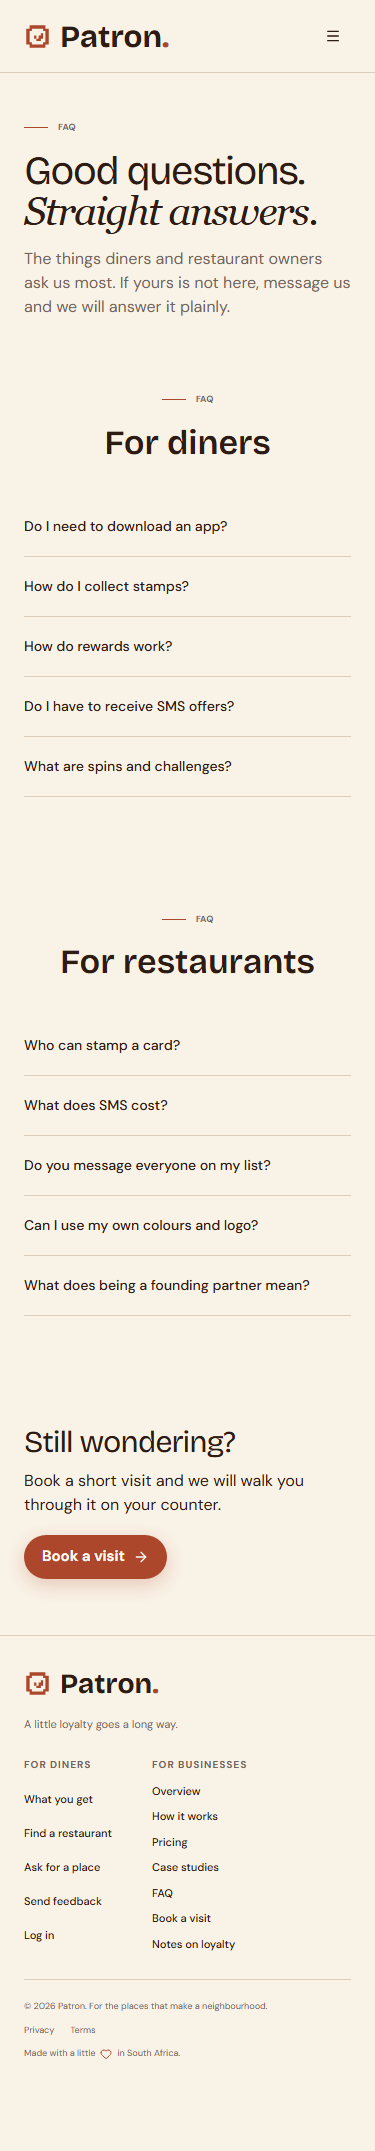 Patron.
FAQ
Good questions.
Straight answers.
The things diners and restaurant owners
ask us most. If yours is not here, message us
and we will answer it plainly.
FAQ
For diners
Do I need to download an app?
How do I collect stamps?
How do rewards work?
Do I have to receive SMS offers?
What are spins and challenges?
FAQ
For restaurants
Who can stamp a card?
What does SMS cost?
Do you message everyone on my list?
Can I use my own colours and logo?
What does being a founding partner mean?
Still wondering?
Book a short visit and we will walk you
through it on your counter.
Book a visit →
Patron.
A little loyalty goes a long way.
FOR DINERS
What you get
Find a restaurant
Ask for a place
Send feedback
Log in
FOR BUSINESSES
Overview
How it works
Pricing
Case studies
FAQ
Book a visit
Notes on loyalty
© 2026 Patron. For the places that make a neighbourhood.
Privacy Terms
Made with a little ♡ in South Africa.